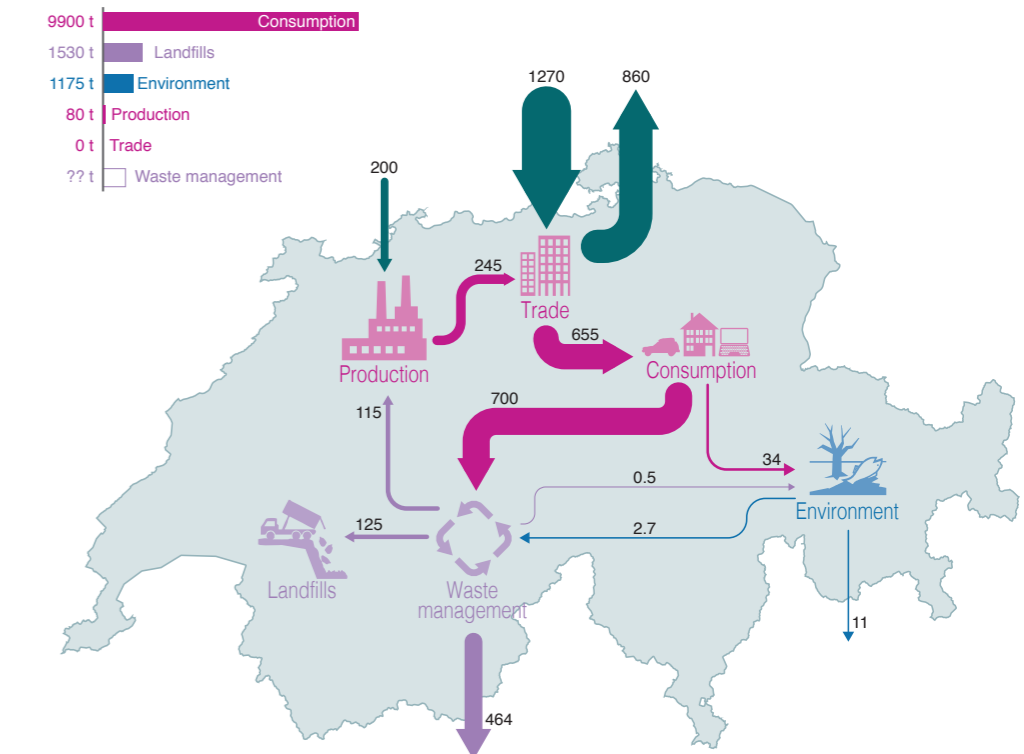 9900 t Consumption
1530 t Landfills
1175 t Environment
80 t Production
0 t Trade
?? t Waste management
1270
860
200
245
Trade
655
Consumption
Production
700
115
34
0.5
Environment
125
2.7
Landfills
Waste
management
11
464